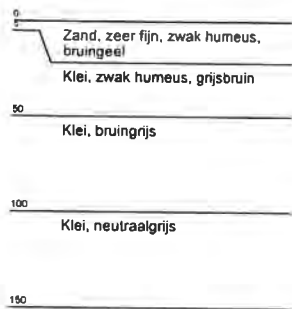 0
5
Zand, zeer fijn, zwak humeus,
bruingeel
Klei, zwak humeus, grijsbruin
50
Klei, bruingrijs
100
Klei, neutraalgrijs
150